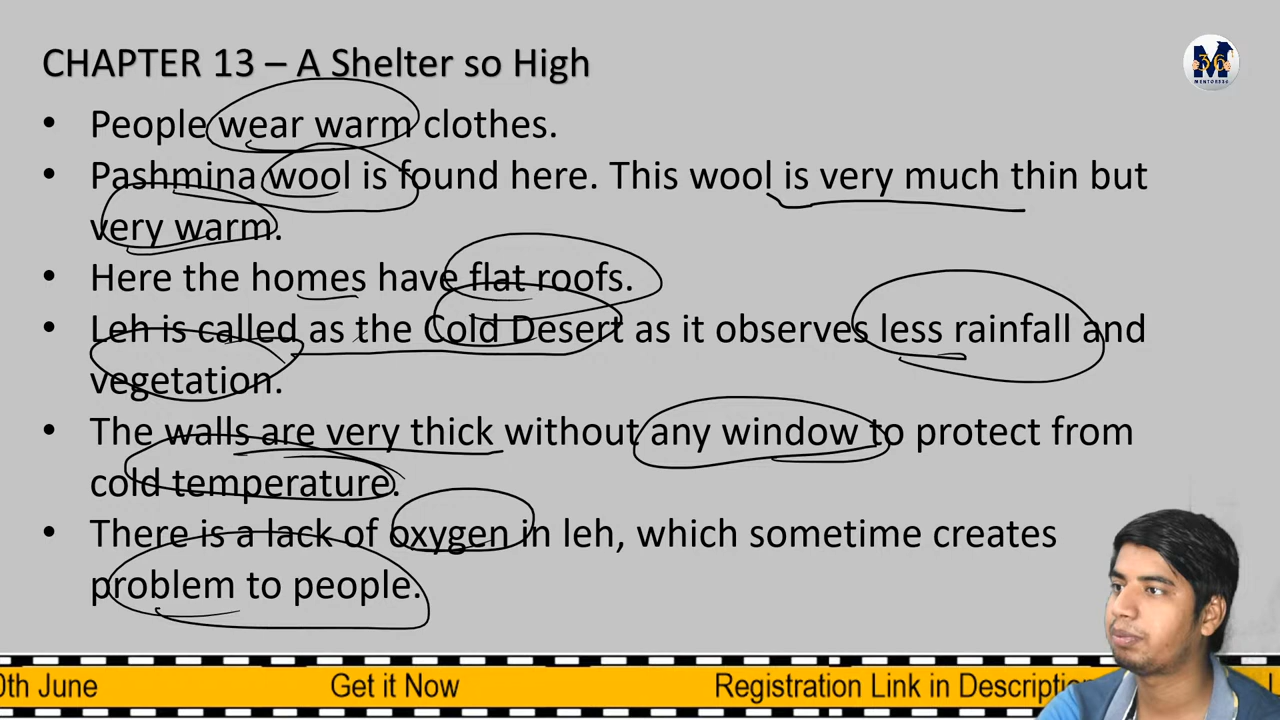 CHAPTER 13 – A Shelter so High
• People wear warm clothes.
• Pashmina wool is found here. This wool is very much thin but
very warm.
• Here the homes have flat roofs.
• Leh is called as the Cold Desert as it observes less rainfall and
vegetation.
• The walls are very thick without any window to protect from
cold temperature.
• There is a lack of oxygen in leh, which sometime creates
problem to people.
0th June Get it Now Registration Link in Description